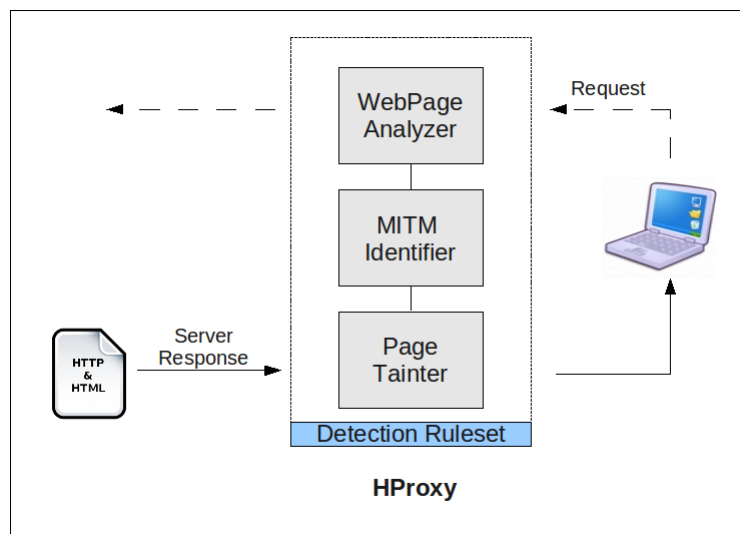 Request
WebPage
Analyzer
MITM
Identifier
Server
Response
HTTP
&
HTML
Page
Tainter
Detection Ruleset
HProxy